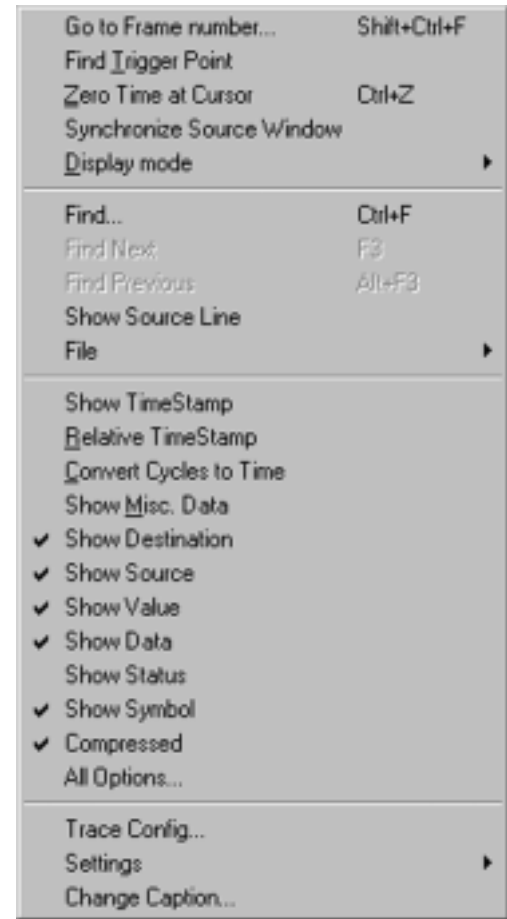 Go to Frame number... Shift+Ctrl+F
Find Trigger Point
Zero Time at Cursor Ctrl+Z
Synchronize Source Window
Display mode
Find... Ctrl+F
Find Next F3
Find Previous Alt+F3
Show Source Line
File
Show TimeStamp
Relative TimeStamp
Convert Cycles to Time
Show Misc. Data
Show Destination
Show Source
Show Value
Show Data
Show Status
Show Symbol
Compressed
All Options...
Trace Config...
Settings
Change Caption...